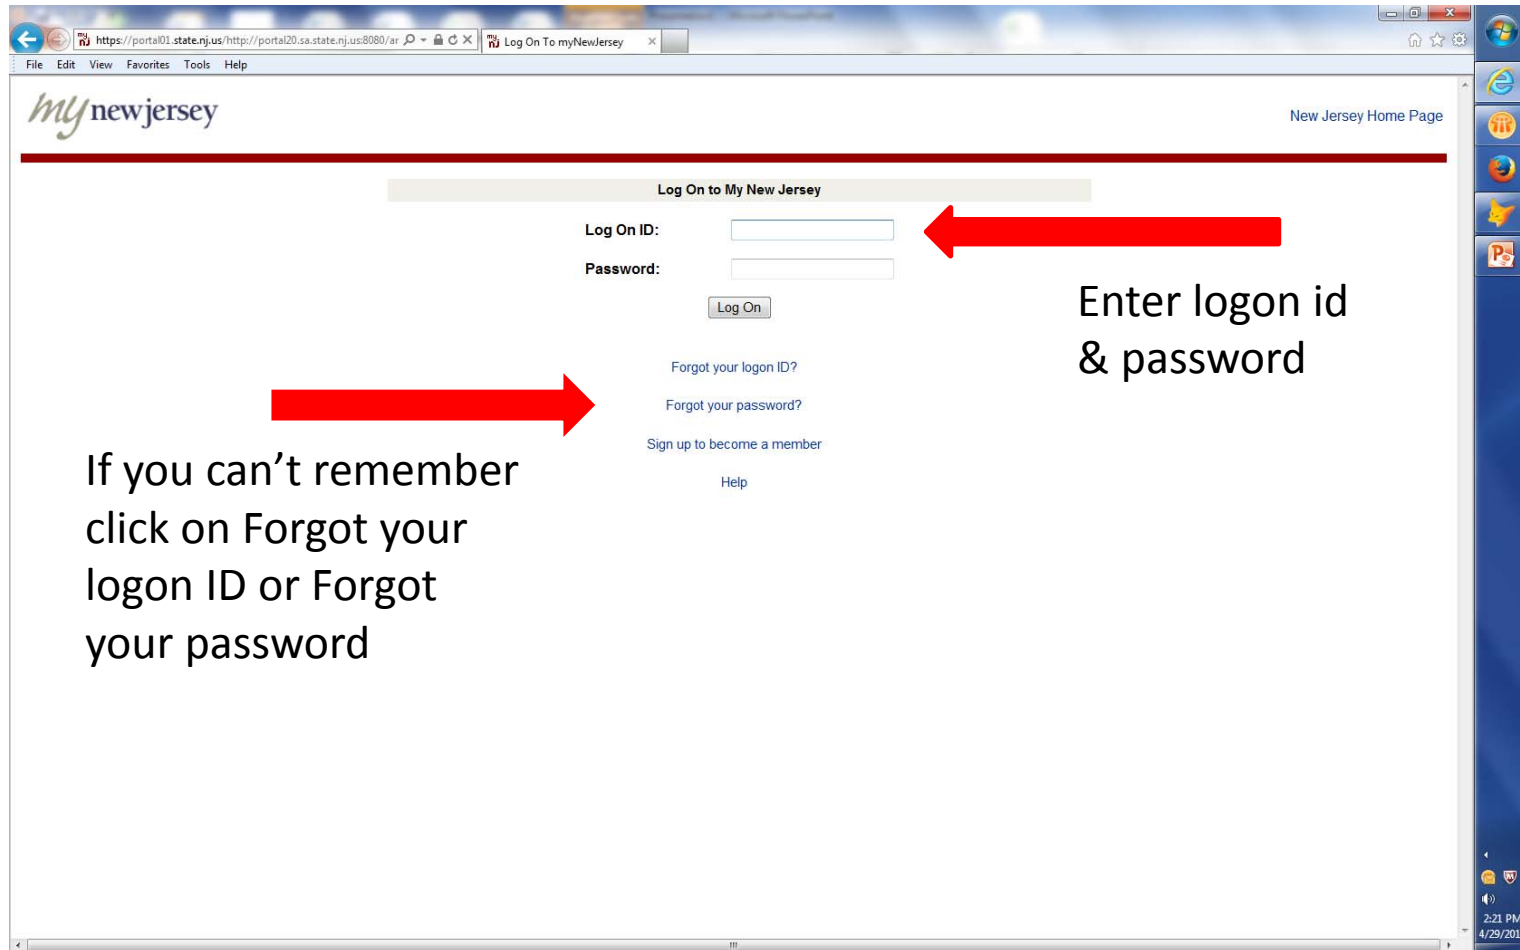 https://portal01.state.nj.us/http://portal20.sa.state.nj.us:8080/ar
Log On To myNewJersey
File Edit View Favorites Tools Help
my newjersey
New Jersey Home Page
Log On to My New Jersey
Log On ID:
Password:
Log On
Enter logon id
& password
Forgot your logon ID?
Forgot your password?
Sign up to become a member
Help
If you can’t remember
click on Forgot your
logon ID or Forgot
your password
2:21 PM
4/29/201